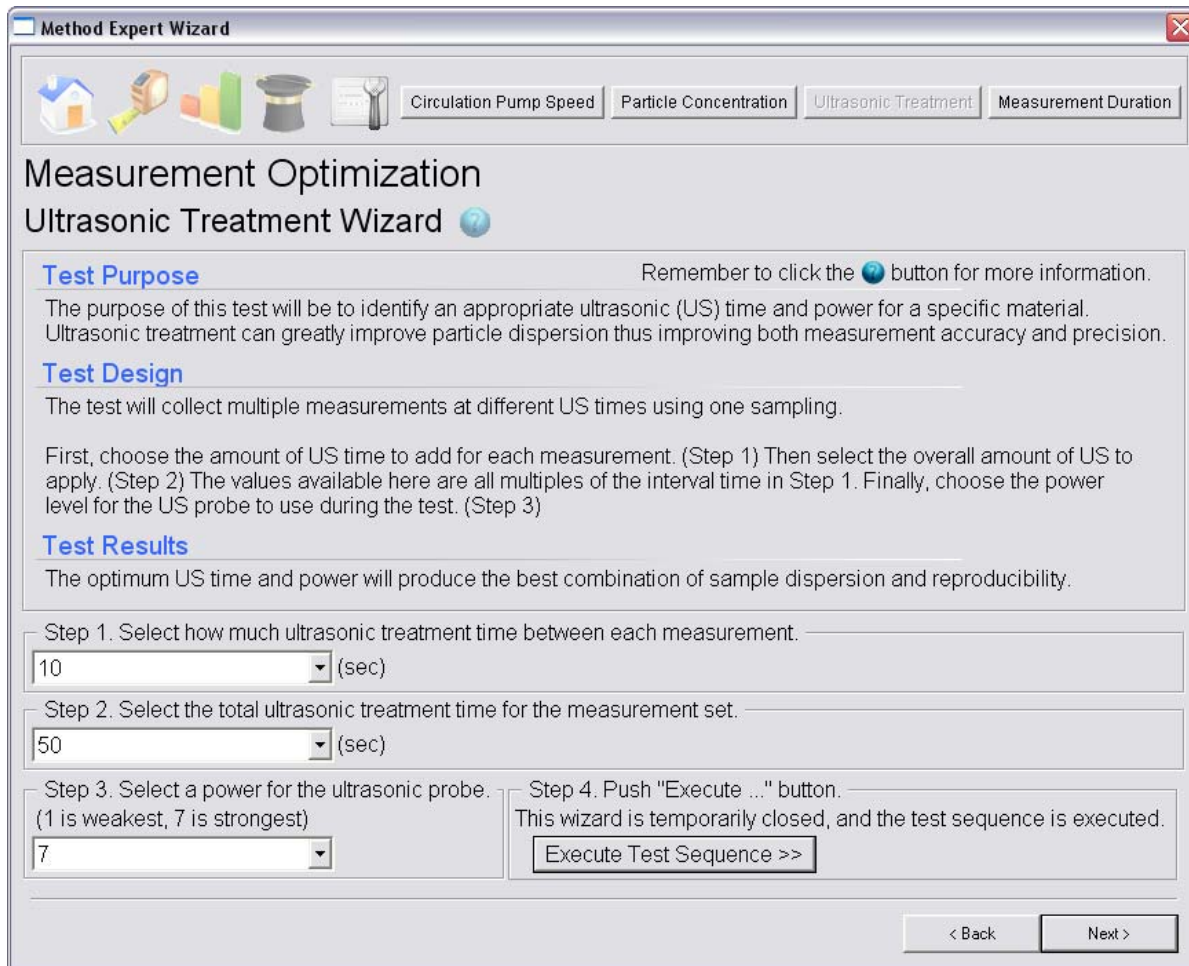 Method Expert Wizard
Circulation Pump Speed
Particle Concentration
Ultrasonic Treatment
Measurement Duration
Measurement Optimization
Ultrasonic Treatment Wizard ?
Test Purpose
Remember to click the ? button for more information.
The purpose of this test will be to identify an appropriate ultrasonic (US) time and power for a specific material.
Ultrasonic treatment can greatly improve particle dispersion thus improving both measurement accuracy and precision.
Test Design
The test will collect multiple measurements at different US times using one sampling.
First, choose the amount of US time to add for each measurement. (Step 1) Then select the overall amount of US to
apply. (Step 2) The values available here are all multiples of the interval time in Step 1. Finally, choose the power
level for the US probe to use during the test. (Step 3)
Test Results
The optimum US time and power will produce the best combination of sample dispersion and reproducibility.
Step 1. Select how much ultrasonic treatment time between each measurement.
10 (sec)
Step 2. Select the total ultrasonic treatment time for the measurement set.
50 (sec)
Step 3. Select a power for the ultrasonic probe.
(1 is weakest, 7 is strongest)
7
Step 4. Push "Execute ..." button.
This wizard is temporarily closed, and the test sequence is executed.
Execute Test Sequence >>
< Back
Next >